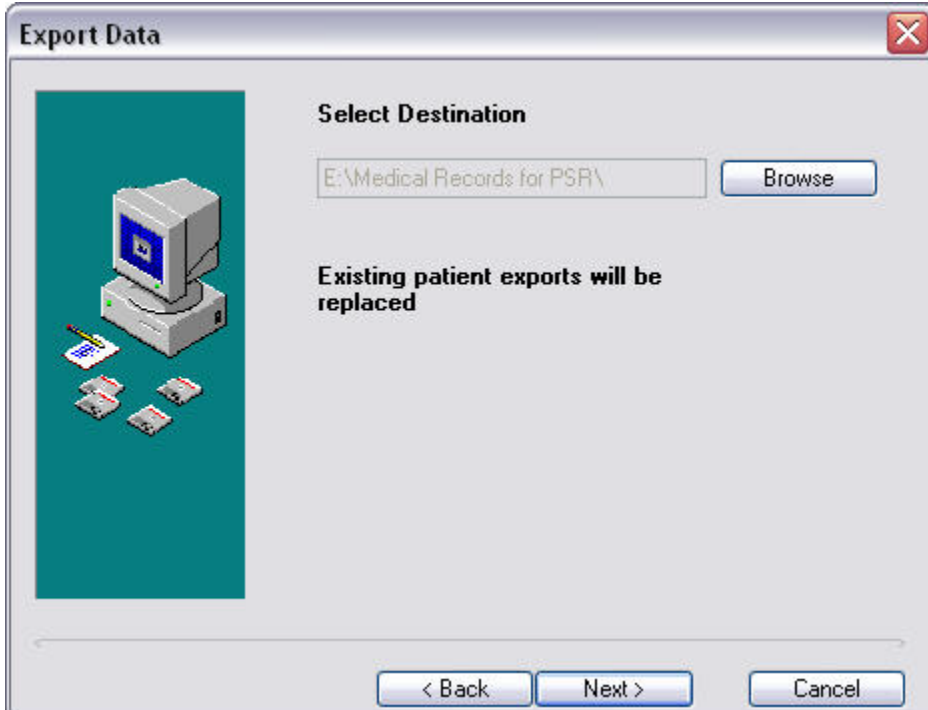 Export Data
Select Destination
E:\Medical Records for PSR\
Browse
Existing patient exports will be
replaced
< Back
Next >
Cancel